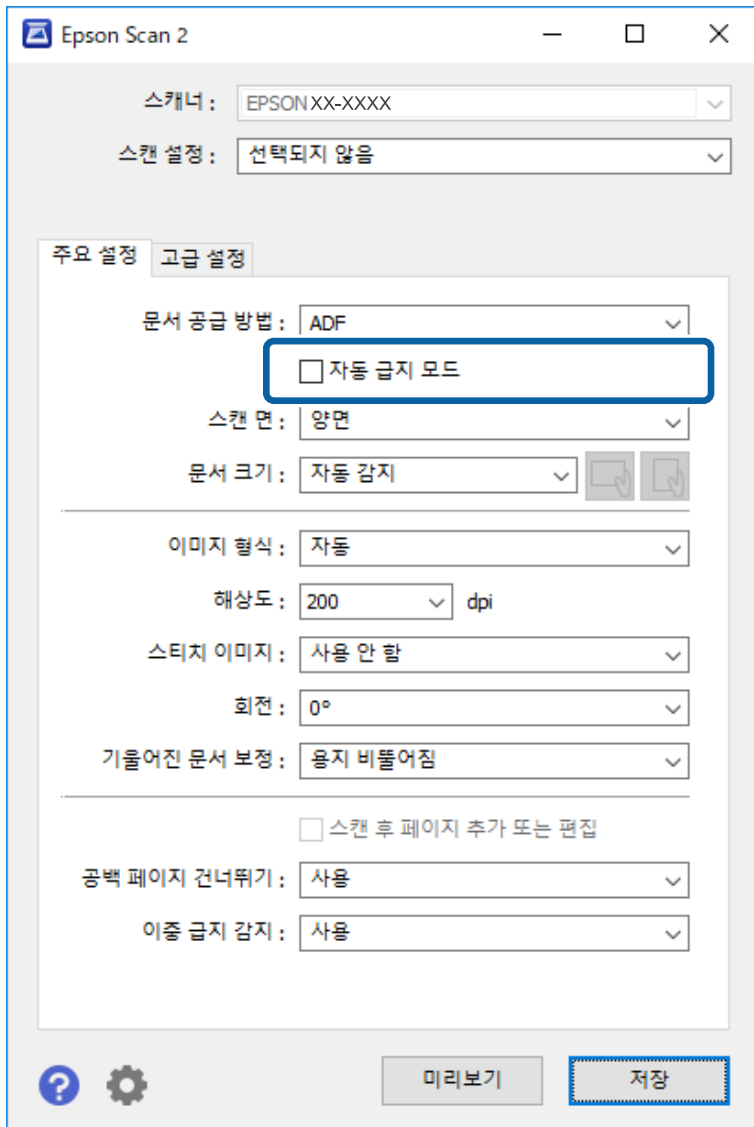 Epson Scan 2
스캐너 : EPSON XX-XXXX
스캔 설정 : 선택되지 않음
주요 설정 고급 설정
문서 공급 방법 : ADF
자동 급지 모드
스캔 면 : 양면
문서 크기 : 자동 감지
이미지 형식 : 자동
해상도 : 200 dpi
스티치 이미지 : 사용 안 함
회전 : 0°
기울어진 문서 보정 : 용지 비뚤어짐
스캔 후 페이지 추가 또는 편집
공백 페이지 건너뛰기 : 사용
이중 급지 감지 : 사용
? 미리보기 저장